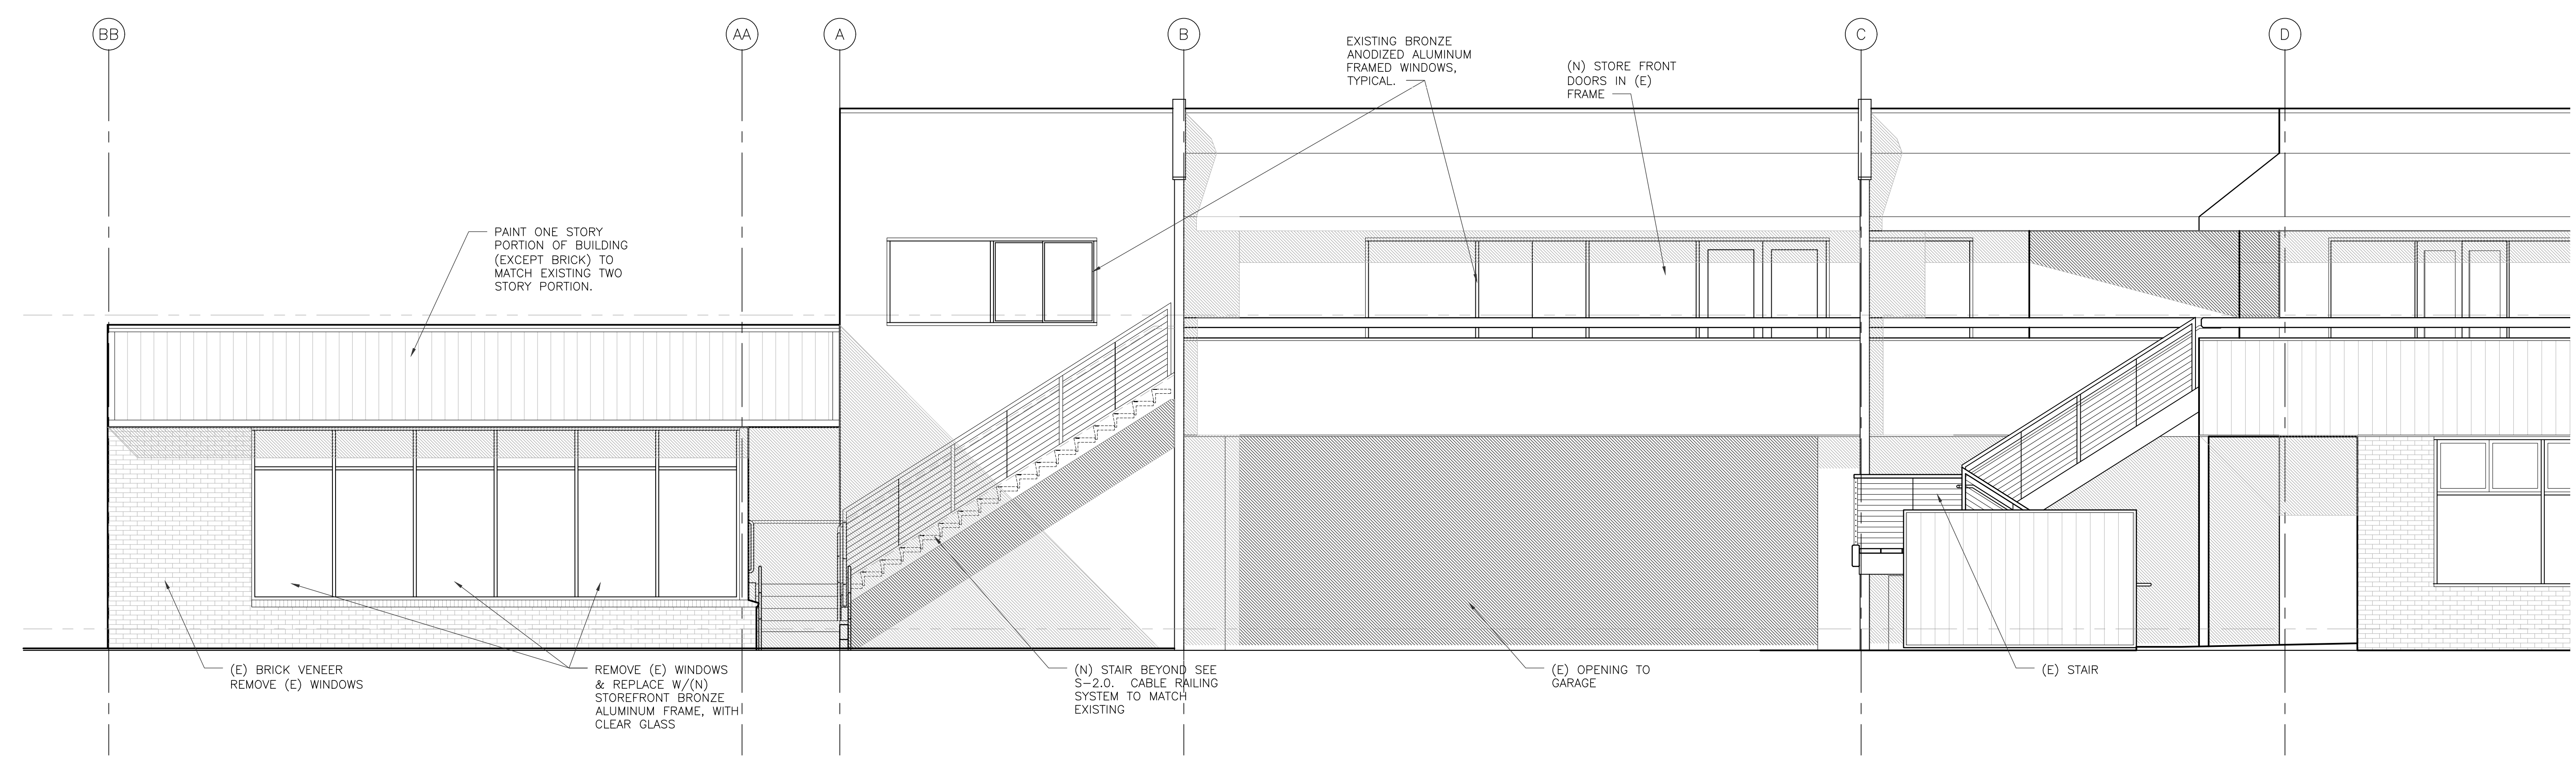 BB
AA
A
B
C
D
EXISTING BRONZE
ANODIZED ALUMINUM
FRAMED WINDOWS,
TYPICAL.
(N) STORE FRONT
DOORS IN (E)
FRAME
PAINT ONE STORY
PORTION OF BUILDING
(EXCEPT BRICK) TO
MATCH EXISTING TWO
STORY PORTION.
(E) BRICK VENEER
REMOVE (E) WINDOWS
REMOVE (E) WINDOWS
& REPLACE W/(N)
STOREFRONT BRONZE
ALUMINUM FRAME, WITH
CLEAR GLASS
(N) STAIR BEYOND SEE
S-2.0. CABLE RAILING
SYSTEM TO MATCH
EXISTING
(E) OPENING TO
GARAGE
(E) STAIR